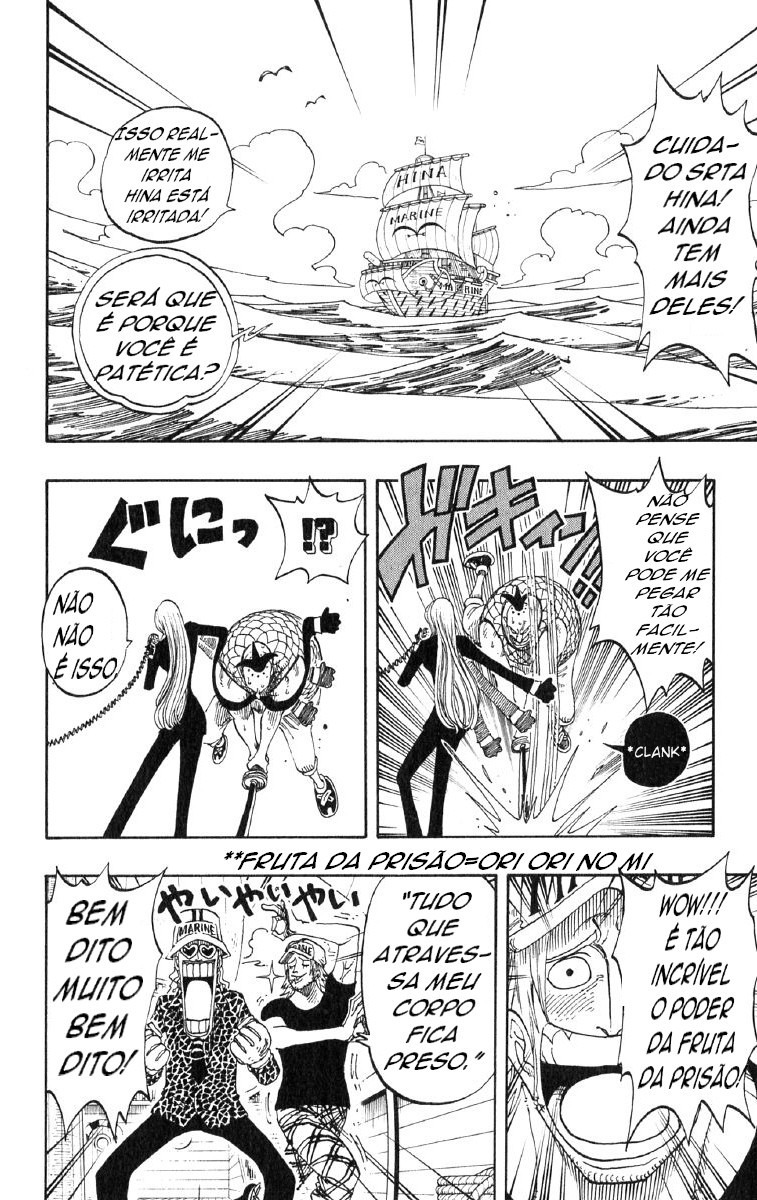 CUIDA-
DO SRTA
HINA!
AINDA
TEM
MAIS
DELES!
ISSO REAL-
MENTE ME
IRRITA
HINA ESTÁ
IRRITADA!
HINA
MARINE
MARINE
SERÁ QUE
É PORQUE
VOCÊ É
PATÉTICA?
NÃO
PENSE
QUE
VOCÊ
PODE ME
PEGAR
TÃO
FACIL-
MENTE!
ガキィーン!!
*CLANK*
!?
ぐにっ
NÃO
NÃO
É ISSO.
**FRUTA DA PRISÃO=ORI ORI NO MI
WOW!!!
É TÃO
INCRÍVEL
O PODER
DA FRUTA
DA PRISÃO!
"TUDO
QUE
ATRAVES-
SA MEU
CORPO
FICA
PRESO."
やいやいやい
MARINE
BEM
DITO
MUITO
BEM
DITO!